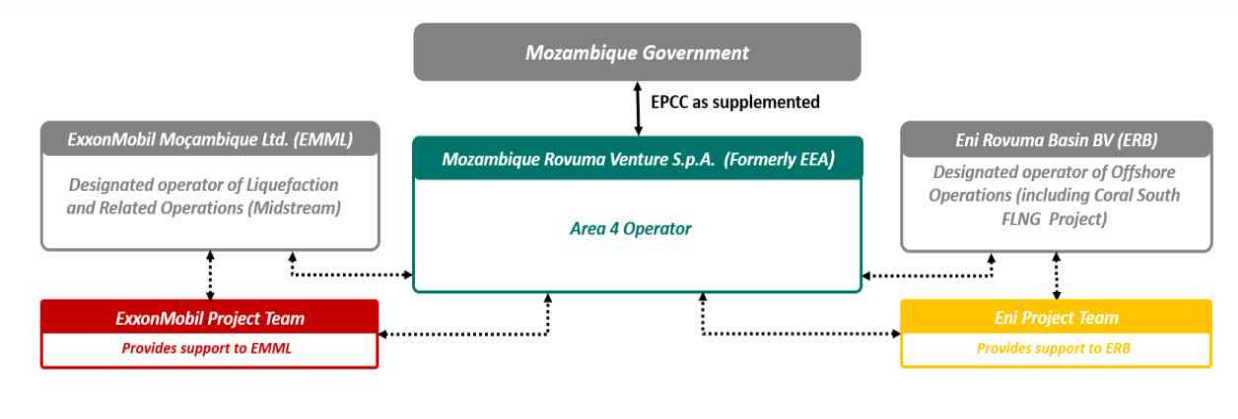 Mozambique Government
EPCC as supplemented
ExxonMobil Moçambique Ltd. (EMML)
Designated operator of Liquefaction
and Related Operations (Midstream)
Mozambique Rovuma Venture S.p.A. (Formerly EEA)
Area 4 Operator
Eni Rovuma Basin BV (ERB)
Designated operator of Offshore
Operations (including Coral South
FLNG Project)
ExxonMobil Project Team
Provides support to EMML
Eni Project Team
Provides support to ERB